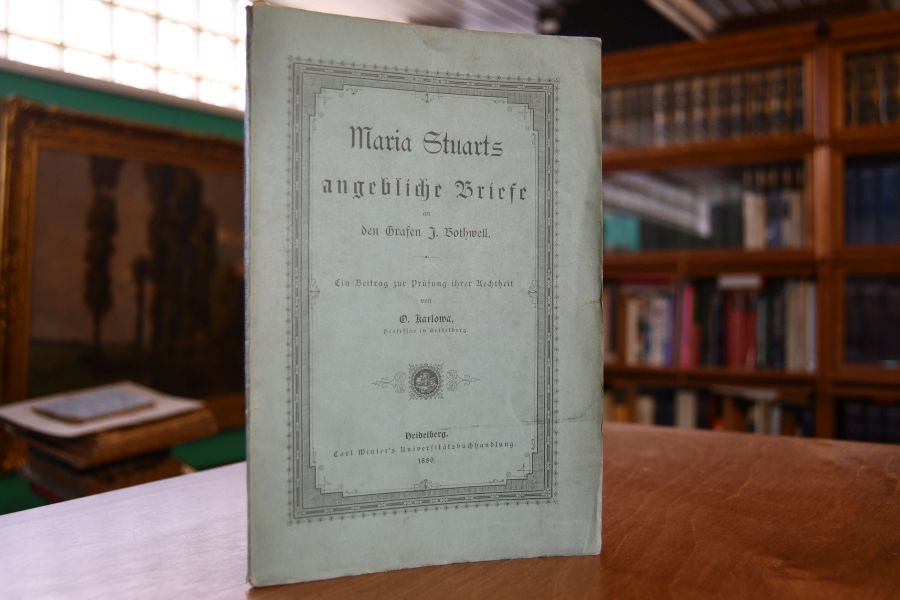 Maria Stuarts
angebliche Briefe
an
den Grafen J. Bothwell.
Ein Beitrag zur Prüfung ihrer Aechtheit
von
O. Karlowa,
Professor in Heidelberg.
Heidelberg.
Carl Winter's Universitätsbuchhandlung.
1886.